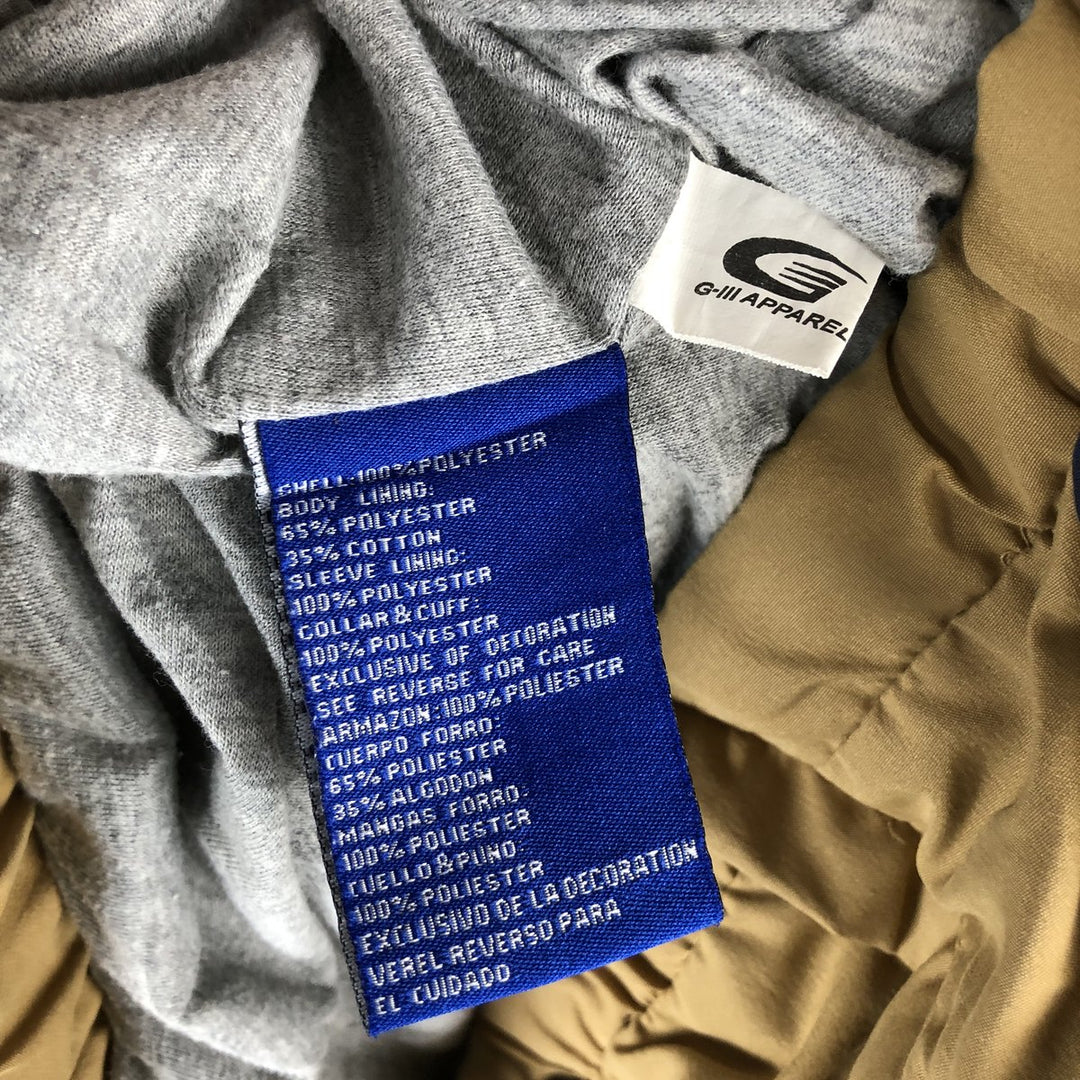 G-III APPAREL
SHELL:100% POLYESTER
BODY LINING:
65% POLYESTER
35% COTTON
SLEEVE LINING:
100% POLYESTER
COLLAR & CUFF:
100% POLYESTER
EXCLUSIVE OF DECORATION
SEE REVERSE FOR CARE
ARMAZON:100% POLIESTER
CUERPO FORRO:
65% POLIESTER
35% ALGODON
MANGAS FORRO:
100% POLIESTER
CUELLO & PUNO:
100% POLIESTER
EXCLUSIVO DE LA DECORATION
VEREL REVERSO PARA
EL CUIDADO